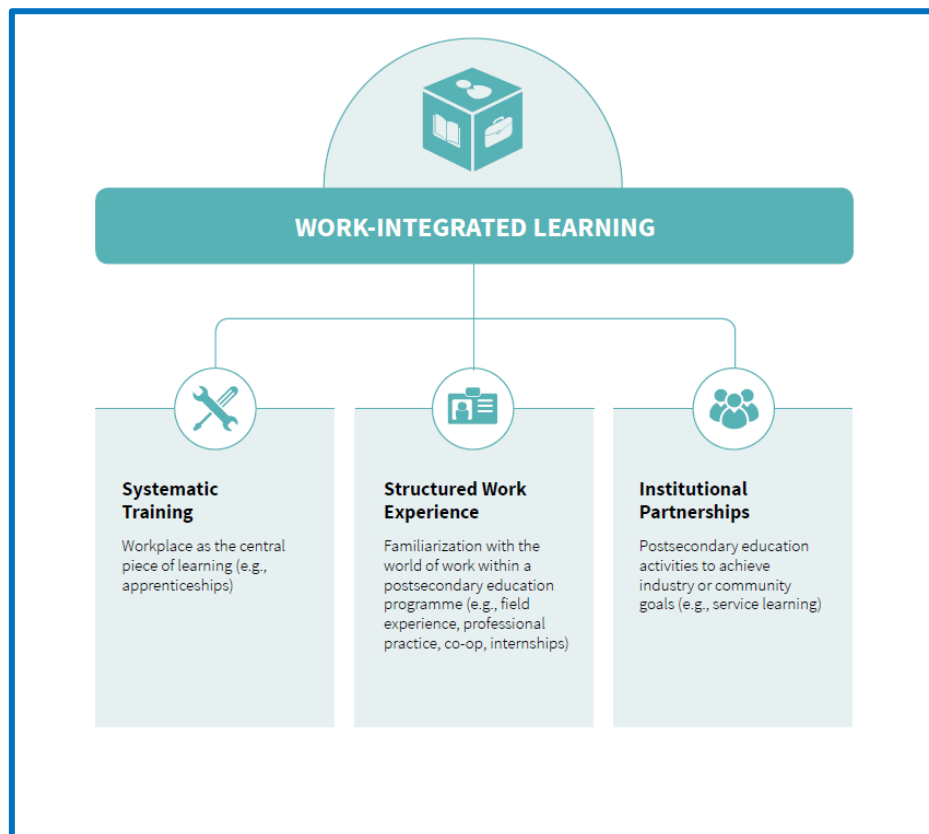 WORK-INTEGRATED LEARNING
Systematic
Training
Workplace as the central
piece of learning (e.g.,
apprenticeships)
Structured Work
Experience
Familiarization with the
world of work within a
postsecondary education
programme (e.g., field
experience, professional
practice, co-op, internships)
Institutional
Partnerships
Postsecondary education
activities to achieve
industry or community
goals (e.g., service learning)